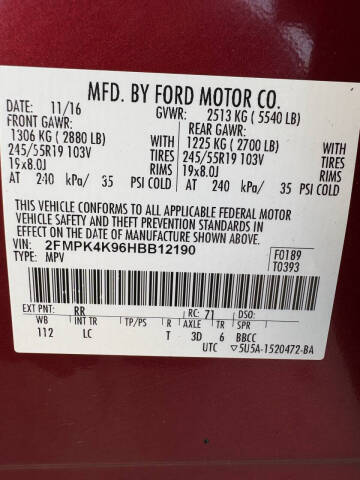 MFD. BY FORD MOTOR CO.
DATE: 11/16 GVWR: 2513 KG ( 5540 LB)
FRONT GAWR: REAR GAWR:
1306 KG ( 2880 LB) WITH 1225 KG ( 2700 LB) WITH
245/55R19 103V TIRES 245/55R19 103V TIRES
19x8.0J RIMS 19x8.0J RIMS
AT 240 kPa/ 35 PSI COLD AT 240 kPa/ 35 PSI COLD
THIS VEHICLE CONFORMS TO ALL APPLICABLE FEDERAL MOTOR
VEHICLE SAFETY AND THEFT PREVENTION STANDARDS IN
EFFECT ON THE DATE OF MANUFACTURE SHOWN ABOVE.
VIN: 2FMPK4K96HBB12190 F0189
TYPE: MPV T0393
EXT PNT: RR RC: 71 DSO:
WB INT TR TP/PS R AXLE TR SPR
112 LC T 3D 6 BBCC
UTC ▽5U5A-1520472-BA